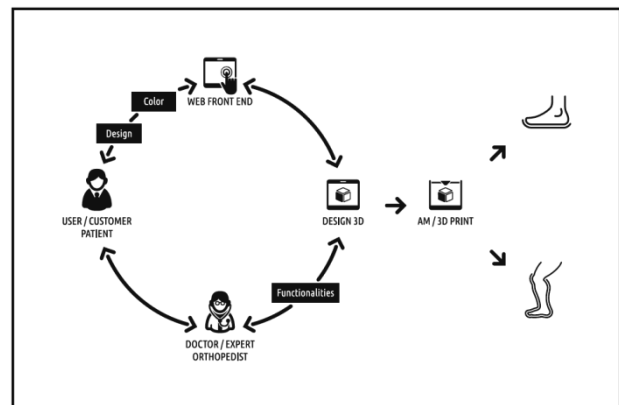 Color
WEB FRONT END
Design
USER / CUSTOMER
PATIENT
DESIGN 3D
AM / 3D PRINT
Functionalities
DOCTOR / EXPERT
ORTHOPEDIST